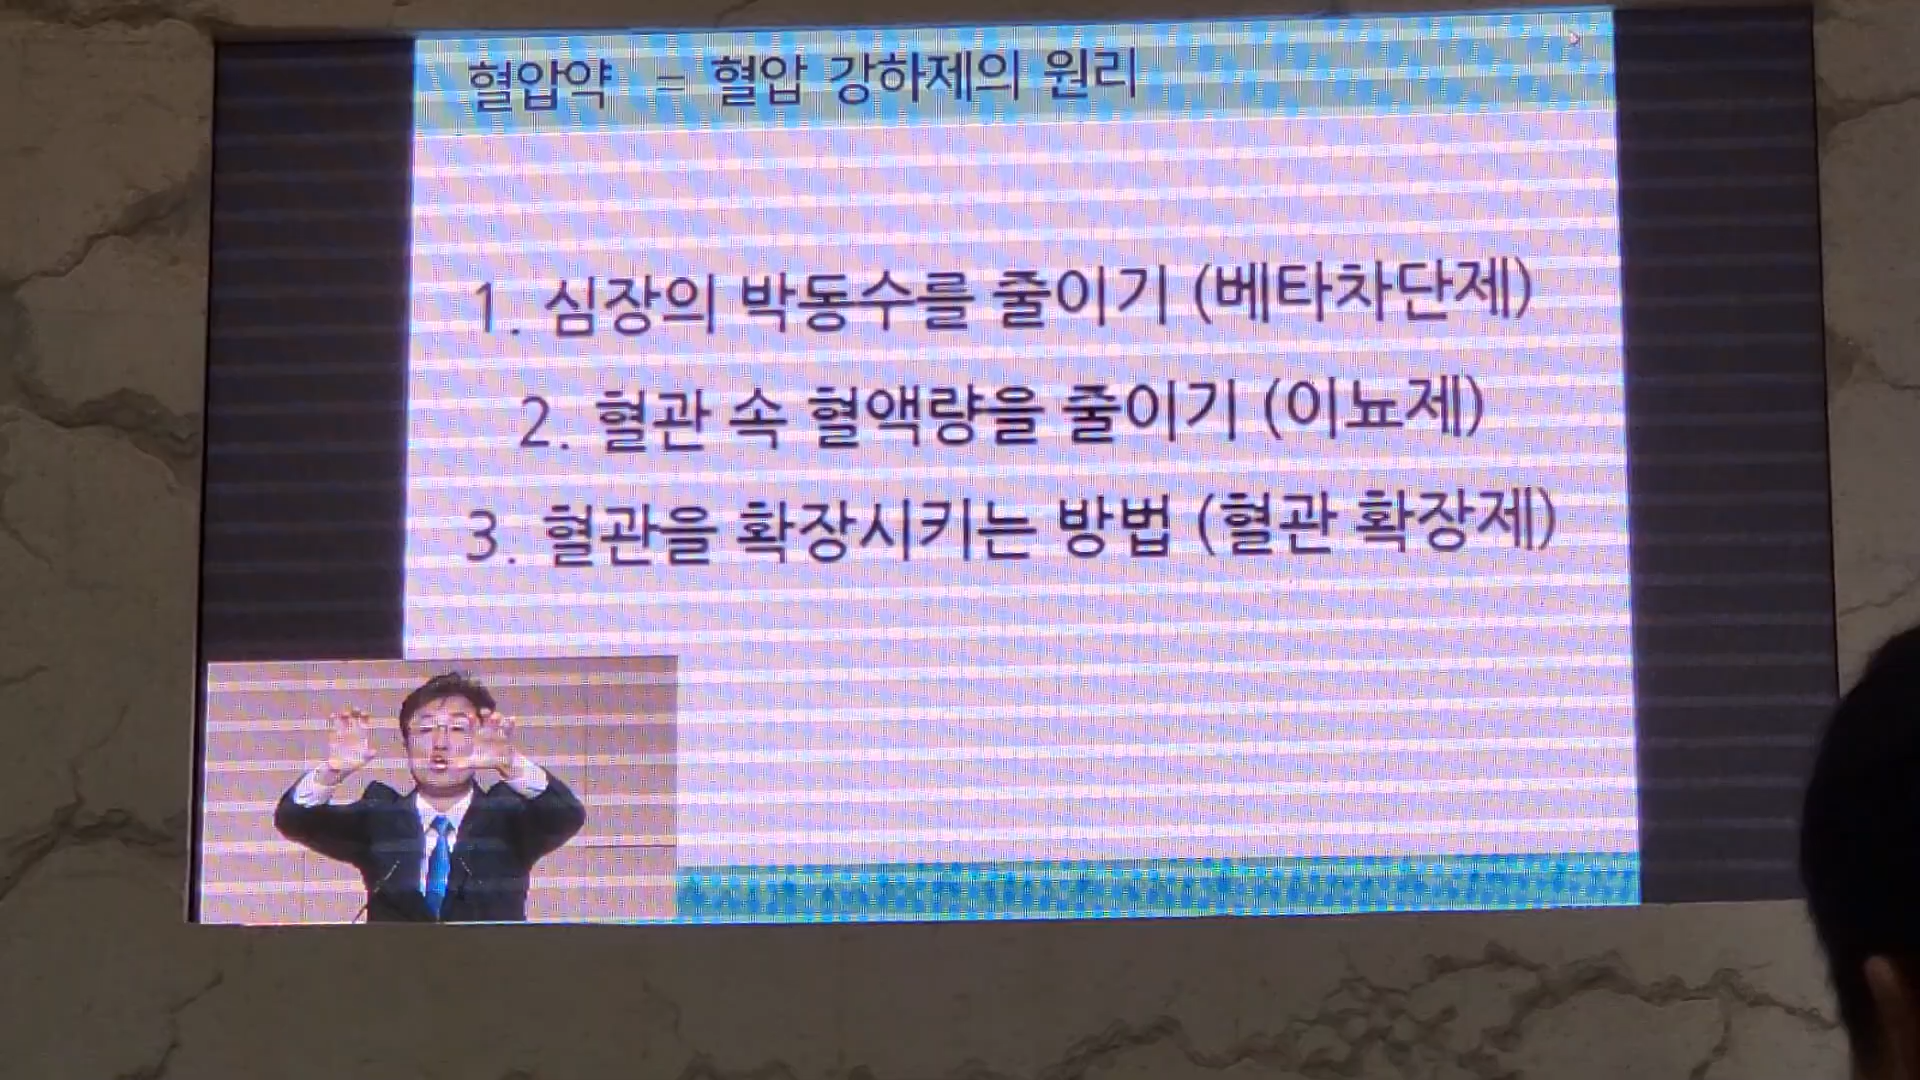 혈압약 = 혈압 강하제의 원리
1. 심장의 박동수를 줄이기 (베타차단제)
2. 혈관 속 혈액량을 줄이기 (이뇨제)
3. 혈관을 확장시키는 방법 (혈관 확장제)